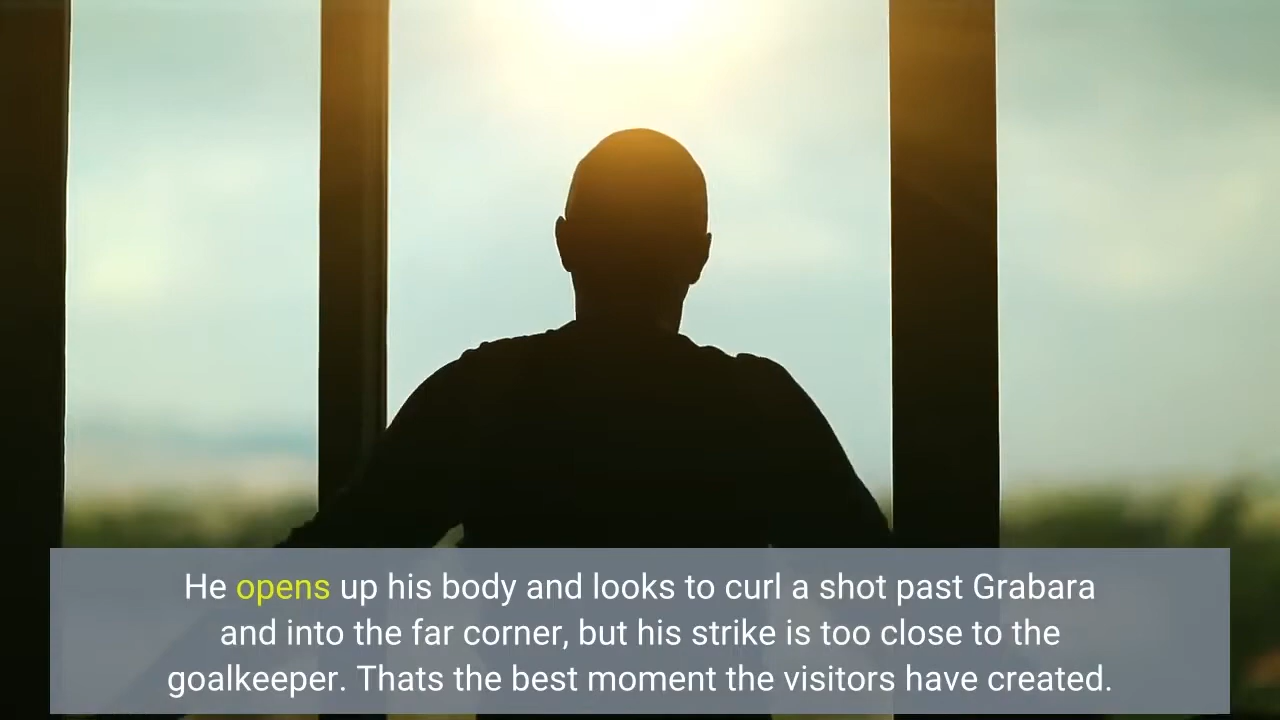 He opens up his body and looks to curl a shot past Grabara
and into the far corner, but his strike is too close to the
goalkeeper. Thats the best moment the visitors have created.